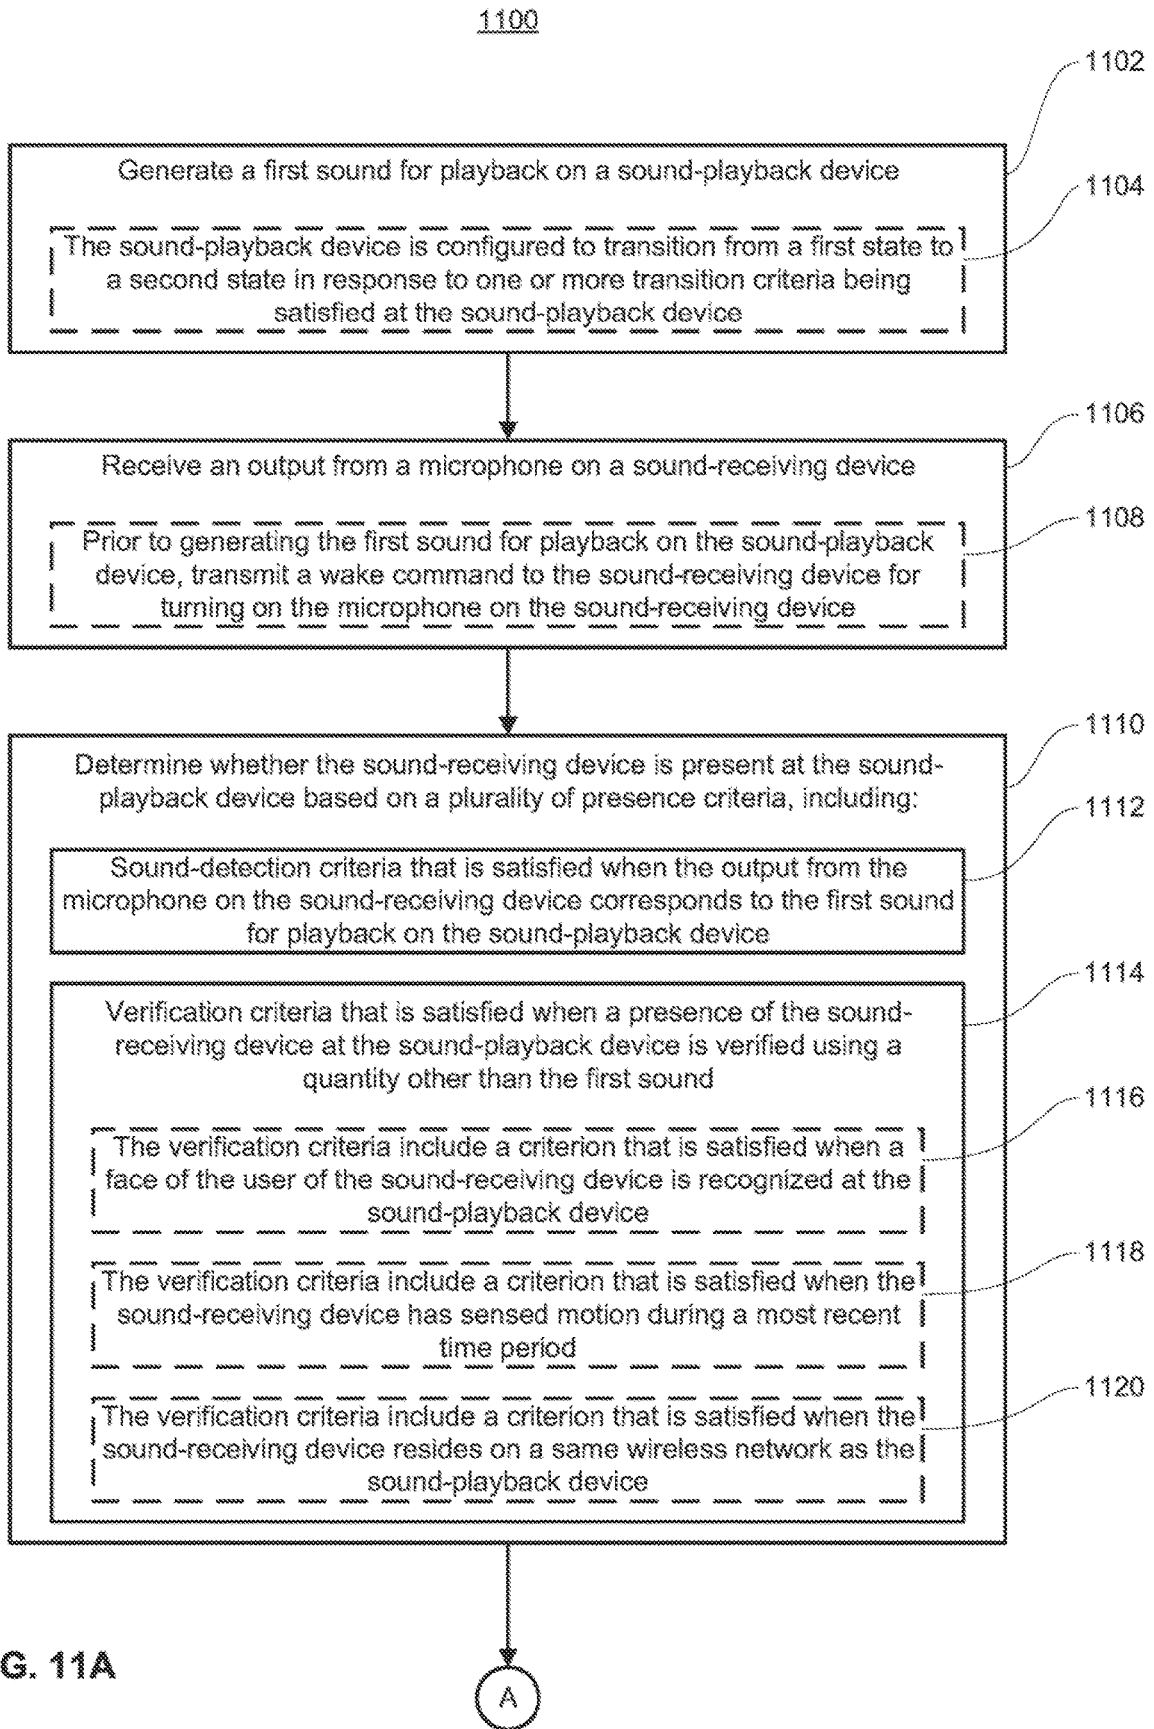 1100
1102
Generate a first sound for playback on a sound-playback device
1104
The sound-playback device is configured to transition from a first state to
a second state in response to one or more transition criteria being
satisfied at the sound-playback device
1106
Receive an output from a microphone on a sound-receiving device
1108
Prior to generating the first sound for playback on the sound-playback
device, transmit a wake command to the sound-receiving device for
turning on the microphone on the sound-receiving device
1110
Determine whether the sound-receiving device is present at the sound-
playback device based on a plurality of presence criteria, including:
1112
Sound-detection criteria that is satisfied when the output from the
microphone on the sound-receiving device corresponds to the first sound
for playback on the sound-playback device
1114
Verification criteria that is satisfied when a presence of the sound-
receiving device at the sound-playback device is verified using a
quantity other than the first sound
1116
The verification criteria include a criterion that is satisfied when a
face of the user of the sound-receiving device is recognized at the
sound-playback device
1118
The verification criteria include a criterion that is satisfied when the
sound-receiving device has sensed motion during a most recent
time period
1120
The verification criteria include a criterion that is satisfied when the
sound-receiving device resides on a same wireless network as the
sound-playback device
G. 11A
A